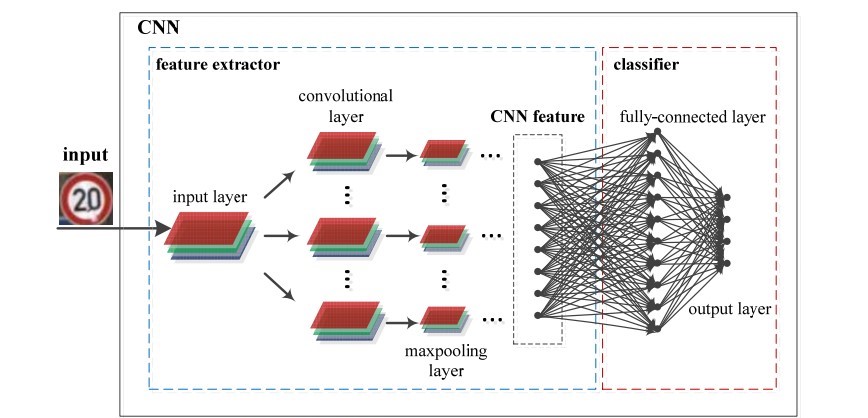 CNN
feature extractor
classifier
convolutional
layer
CNN feature
fully-connected layer
input
20
input layer
output layer
maxpooling
layer